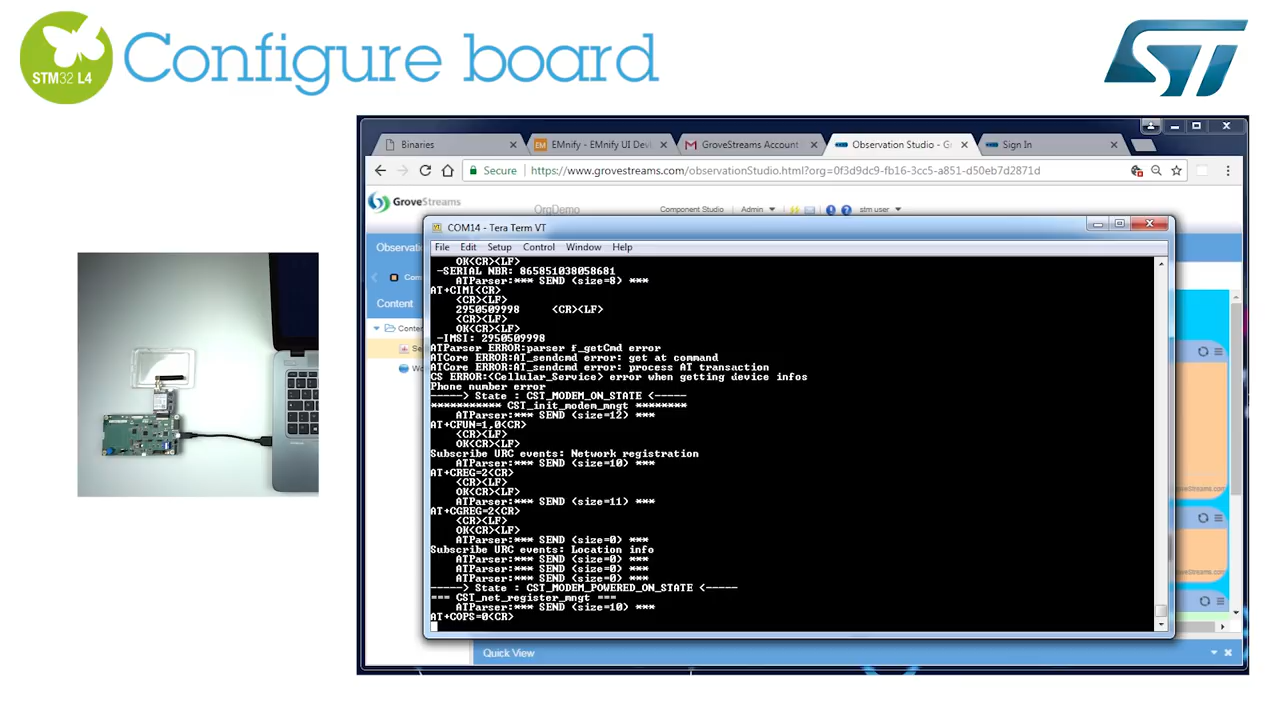 STM32 L4
Configure board
ST
Binaries
EMnify - EMnify UI Dev
GroveStreams Account
Observation Studio - G
Sign In
Secure
https://www.grovestreams.com/observationStudio.html?org=0f3d9dc9-fb16-3cc5-a851-d50eb7d2871d
GroveStreams
OrgDemo
Component Studio
Admin
stm user
Observati
Com
Content
Conte
Se
COM14 - Tera Term VT
File Edit Setup Control Window Help
OK<CR><LF>
-SERIAL NBR: 865851038058681
ATParser:*** SEND (size=8) ***
AT+CIMI<CR>
<CR><LF>
2950509998 <CR><LF>
<CR><LF>
OK<CR><LF>
-IMSI: 2950509998
ATParser ERROR:parser f_getCmd error
ATCore ERROR:AT_sendcmd error: get at command
ATCore ERROR:AT_sendcmd error: process AT transaction
CS ERROR:<Cellular_Service> error when getting device infos
Phone number error
-----> State : CST_MODEM_ON_STATE <-----
*********** CST_init_modem_mngt ********
ATParser:*** SEND (size=12) ***
AT+CFUN=1,0<CR>
<CR><LF>
OK<CR><LF>
Subscribe URC events: Network registration
ATParser:*** SEND (size=10) ***
AT+CREG=2<CR>
<CR><LF>
OK<CR><LF>
ATParser:*** SEND (size=11) ***
AT+CGREG=2<CR>
<CR><LF>
OK<CR><LF>
ATParser:*** SEND (size=0) ***
Subscribe URC events: Location info
ATParser:*** SEND (size=0) ***
ATParser:*** SEND (size=0) ***
ATParser:*** SEND (size=0) ***
-----> State : CST_MODEM_POWERED_ON_STATE <-----
=== CST_net_register_mngt ===
ATParser:*** SEND (size=10) ***
AT+COPS=0<CR>
Quick View